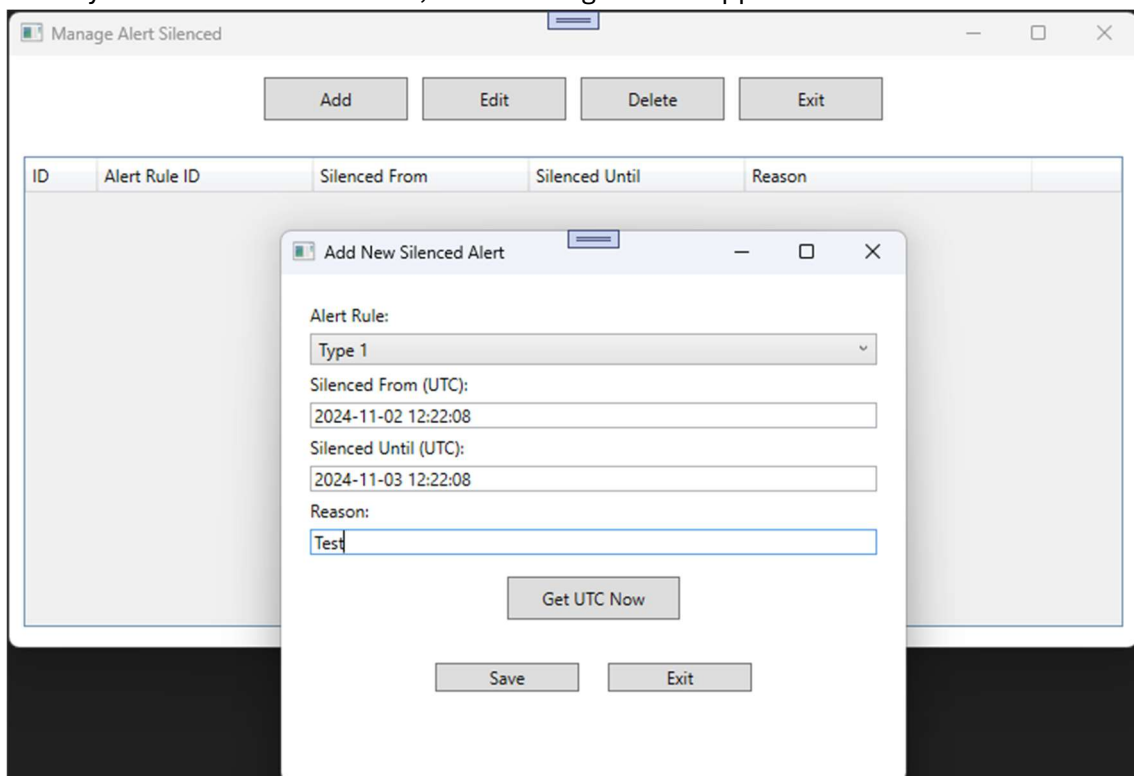 Manage Alert Silenced
Add Edit Delete Exit
ID Alert Rule ID Silenced From Silenced Until Reason
Add New Silenced Alert
Alert Rule:
Type 1
Silenced From (UTC):
2024-11-02 12:22:08
Silenced Until (UTC):
2024-11-03 12:22:08
Reason:
Test
Get UTC Now
Save Exit